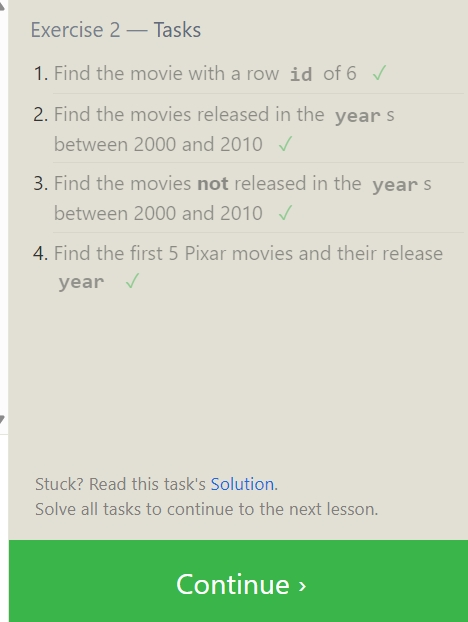 Exercise 2 — Tasks
1. Find the movie with a row id of 6 ✓
2. Find the movies released in the year s
between 2000 and 2010 ✓
3. Find the movies not released in the year s
between 2000 and 2010 ✓
4. Find the first 5 Pixar movies and their release
year ✓
Stuck? Read this task's Solution.
Solve all tasks to continue to the next lesson.
Continue ›